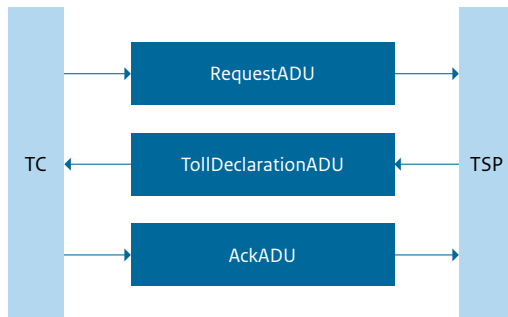 RequestADU
TC
TollDeclarationADU
TSP
AckADU